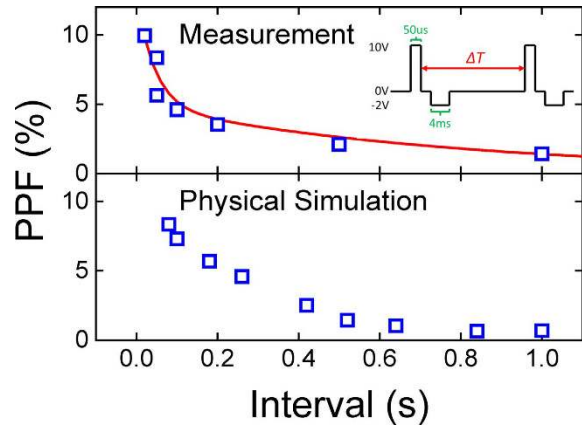 PPF (%)
10
5
0
Measurement
50us
10V
0V
-2V
ΔT
4ms
10
5
0
Physical Simulation
0.0 0.2 0.4 0.6 0.8 1.0
Interval (s)